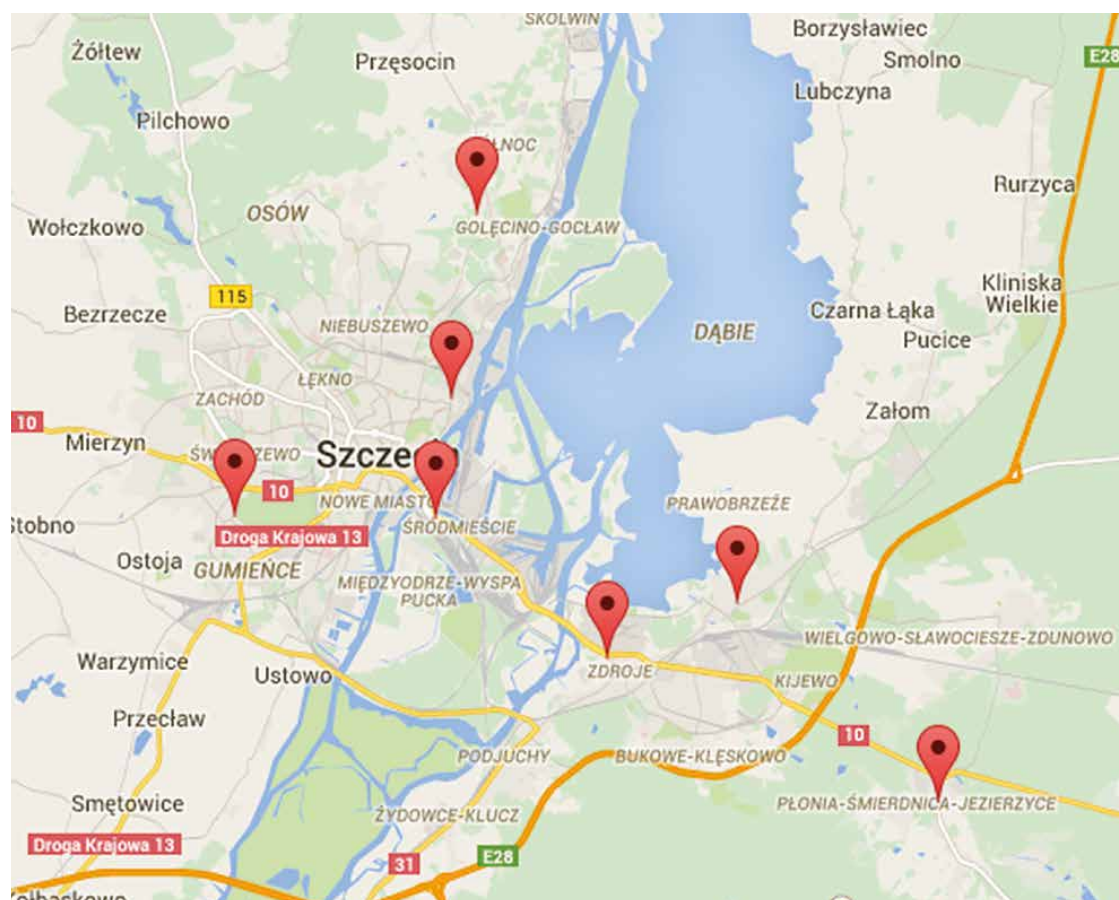 SKOLWIN
Borzysławiec
Żółtew
Przęsocin
Smolno
E28
Lubczyna
Pilchowo
Rurzyca
OSÓW
Wołczkowo
GOLĘCINO-GOCŁAW
Kliniska
Wielkie
115
Bezrzecze
NIEBUSZEWO
DĄBIE
Czarna Łąka
Pucice
ŁĘKNO
ZACHÓD
Załom
10
Mierzyn
10
NOWE MIASTO
PRAWOBRZEŻE
ŚRÓDMIEŚCIE
Droga Krajowa 13
Ostoja
GUMIEŃCE
MIĘDZYODRZE-WYSPA
PUCKA
WIELGOWO-SŁAWOCIESZE-ZDUNOWO
Warzymice
Ustowo
ZDROJE
KIJEWO
Przecław
10
PODJUCHY
BUKOWE-KLĘSKOWO
Smętowice
ŻYDOWCE-KLUCZ
PŁONIA-ŚMIERDNICA-JEZIERZYCE
Droga Krajowa 13
31
E28